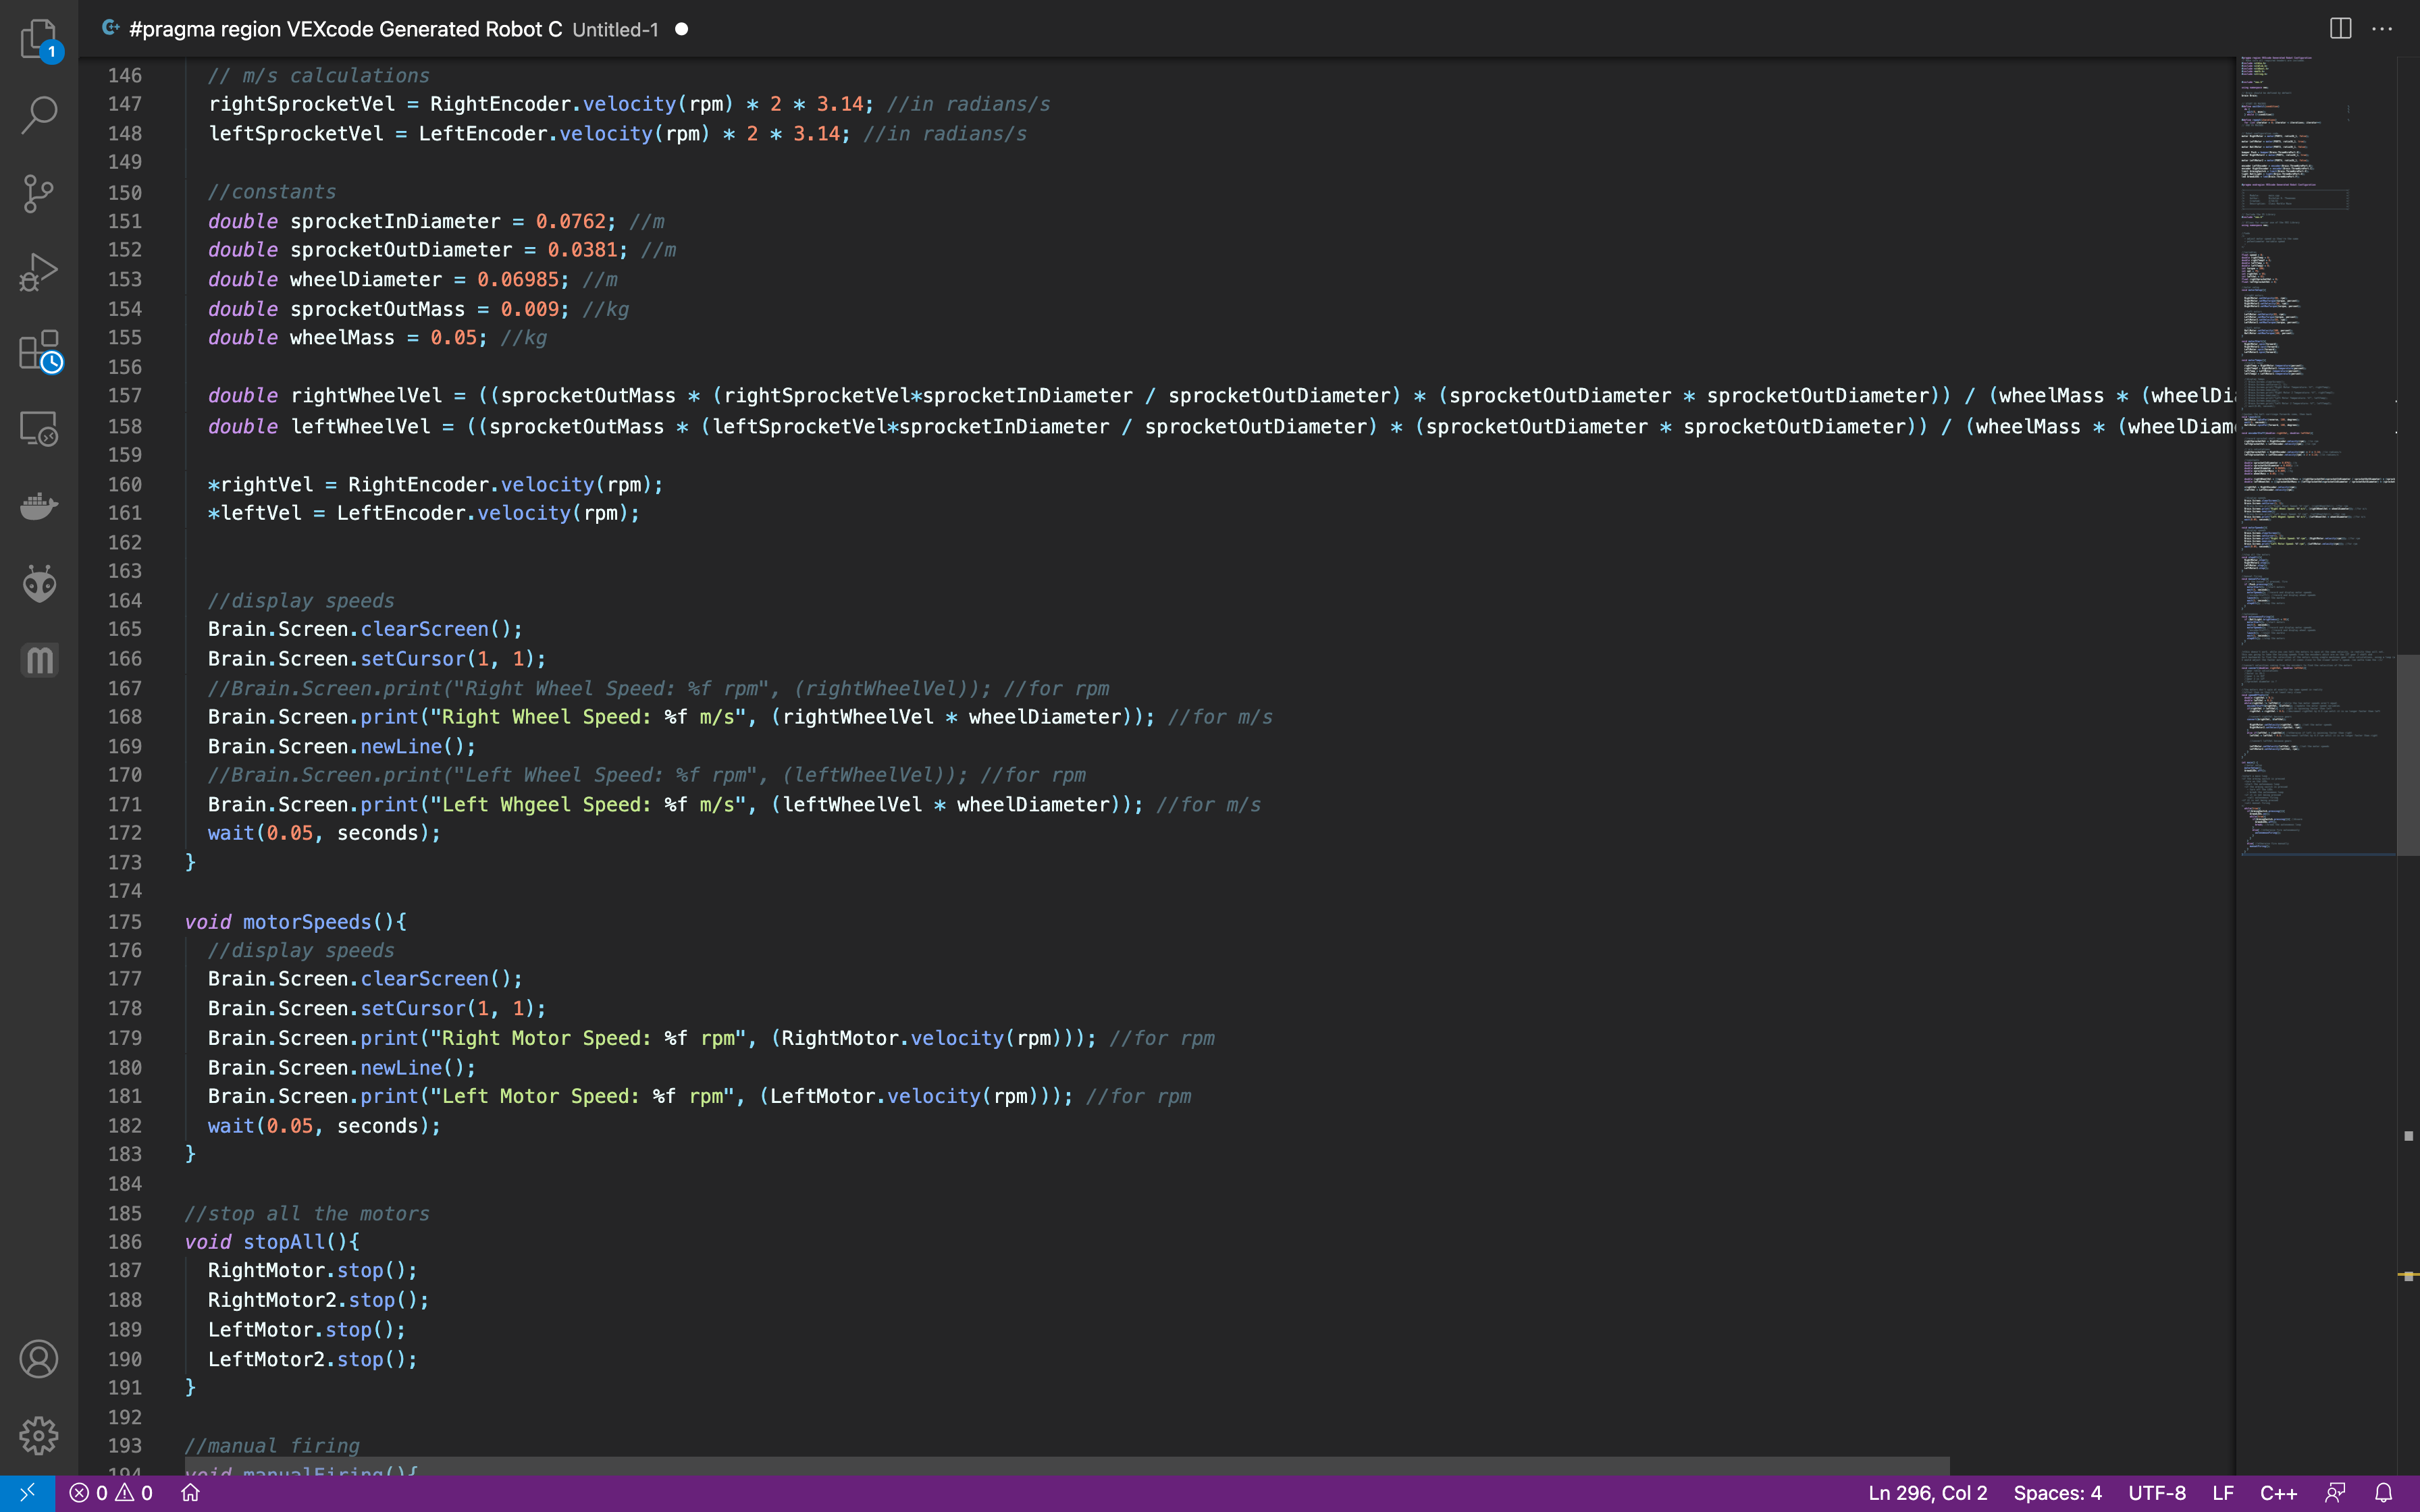 1
#pragma region VEXcode Generated Robot C Untitled-1
146 // m/s calculations
147 rightSprocketVel = RightEncoder.velocity(rpm) * 2 * 3.14; //in radians/s
148 leftSprocketVel = LeftEncoder.velocity(rpm) * 2 * 3.14; //in radians/s
149
150 //constants
151 double sprocketInDiameter = 0.0762; //m
152 double sprocketOutDiameter = 0.0381; //m
153 double wheelDiameter = 0.06985; //m
154 double sprocketOutMass = 0.009; //kg
155 double wheelMass = 0.05; //kg
156
157 double rightWheelVel = ((sprocketOutMass * (rightSprocketVel*sprocketInDiameter / sprocketOutDiameter) * (sprocketOutDiameter * sprocketOutDiameter)) / (wheelMass * (wheelDi
158 double leftWheelVel = ((sprocketOutMass * (leftSprocketVel*sprocketInDiameter / sprocketOutDiameter) * (sprocketOutDiameter * sprocketOutDiameter)) / (wheelMass * (wheelDiam
159
160 *rightVel = RightEncoder.velocity(rpm);
161 *leftVel = LeftEncoder.velocity(rpm);
162
163
164 //display speeds
165 Brain.Screen.clearScreen();
166 Brain.Screen.setCursor(1, 1);
167 //Brain.Screen.print("Right Wheel Speed: %f rpm", (rightWheelVel)); //for rpm
168 Brain.Screen.print("Right Wheel Speed: %f m/s", (rightWheelVel * wheelDiameter)); //for m/s
169 Brain.Screen.newLine();
170 //Brain.Screen.print("Left Wheel Speed: %f rpm", (leftWheelVel)); //for rpm
171 Brain.Screen.print("Left Whgeel Speed: %f m/s", (leftWheelVel * wheelDiameter)); //for m/s
172 wait(0.05, seconds);
173 }
174
175 void motorSpeeds(){
176 //display speeds
177 Brain.Screen.clearScreen();
178 Brain.Screen.setCursor(1, 1);
179 Brain.Screen.print("Right Motor Speed: %f rpm", (RightMotor.velocity(rpm))); //for rpm
180 Brain.Screen.newLine();
181 Brain.Screen.print("Left Motor Speed: %f rpm", (LeftMotor.velocity(rpm))); //for rpm
182 wait(0.05, seconds);
183 }
184
185 //stop all the motors
186 void stopAll(){
187 RightMotor.stop();
188 RightMotor2.stop();
189 LeftMotor.stop();
190 LeftMotor2.stop();
191 }
192
193 //manual firing
194 void manualFiring(){
0 0 Ln 296, Col 2 Spaces: 4 UTF-8 LF C++